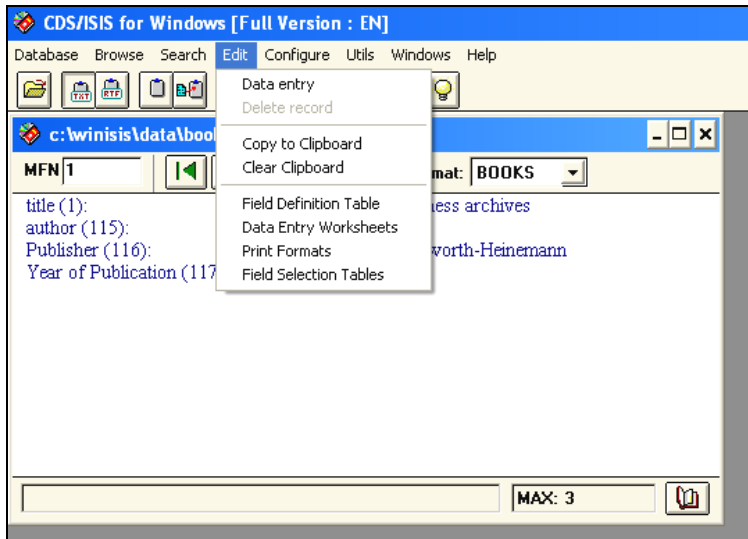 CDS/ISIS for Windows [Full Version : EN]
Database Browse Search Edit Configure Utils Windows Help
TXT RTF
Data entry
Delete record
Copy to Clipboard
Clear Clipboard
Field Definition Table
Data Entry Worksheets
Print Formats
Field Selection Tables
c:\winisis\data\boo
MFN 1 mat: BOOKS
title (1): ess archives
author (115):
Publisher (116): worth-Heinemann
Year of Publication (117
MAX: 3